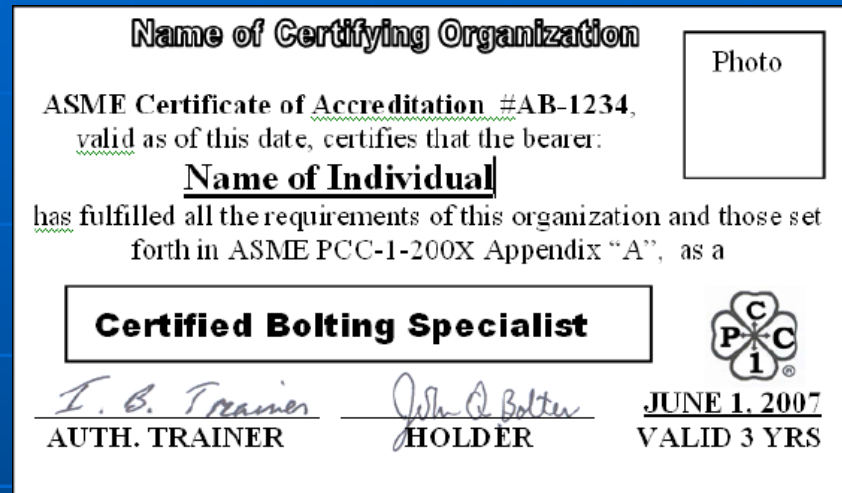 Name of Certifying Organization
Photo
ASME Certificate of Accreditation #AB-1234,
valid as of this date, certifies that the bearer:
Name of Individual
has fulfilled all the requirements of this organization and those set
forth in ASME PCC-1-200X Appendix “A”, as a
Certified Bolting Specialist
C
P C
1 ®
I. B. Trainer John Q Bolter JUNE 1, 2007
AUTH. TRAINER HOLDER VALID 3 YRS